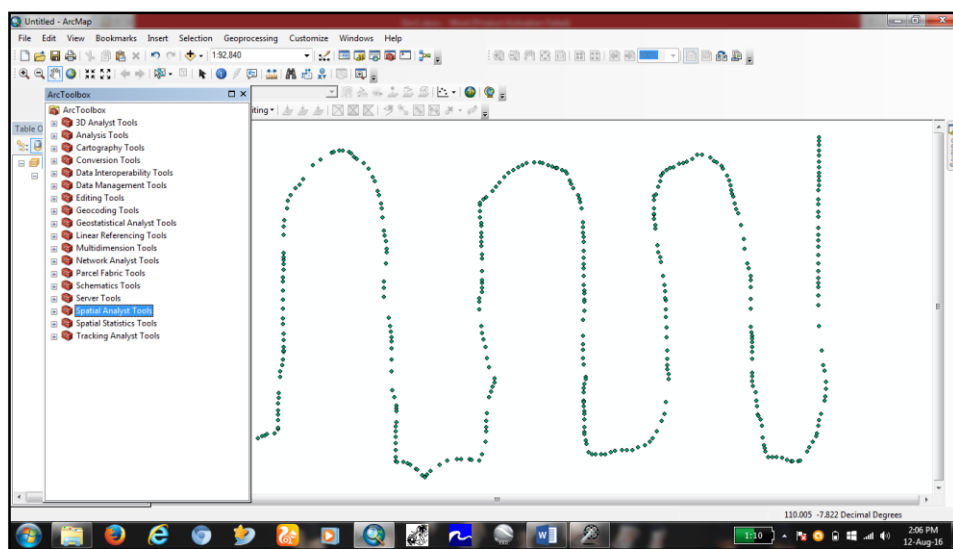 Untitled - ArcMap
File Edit View Bookmarks Insert Selection Geoprocessing Customize Windows Help
1:92.840
ArcToolbox
iting
Table O
ArcToolbox
3D Analyst Tools
Analysis Tools
Cartography Tools
Conversion Tools
Data Interoperability Tools
Data Management Tools
Editing Tools
Geocoding Tools
Geostatistical Analyst Tools
Linear Referencing Tools
Multidimension Tools
Network Analyst Tools
Parcel Fabric Tools
Schematics Tools
Server Tools
Spatial Analyst Tools
Spatial Statistics Tools
Tracking Analyst Tools
110.005 -7.822 Decimal Degrees
1:10
2:06 PM
12-Aug-16